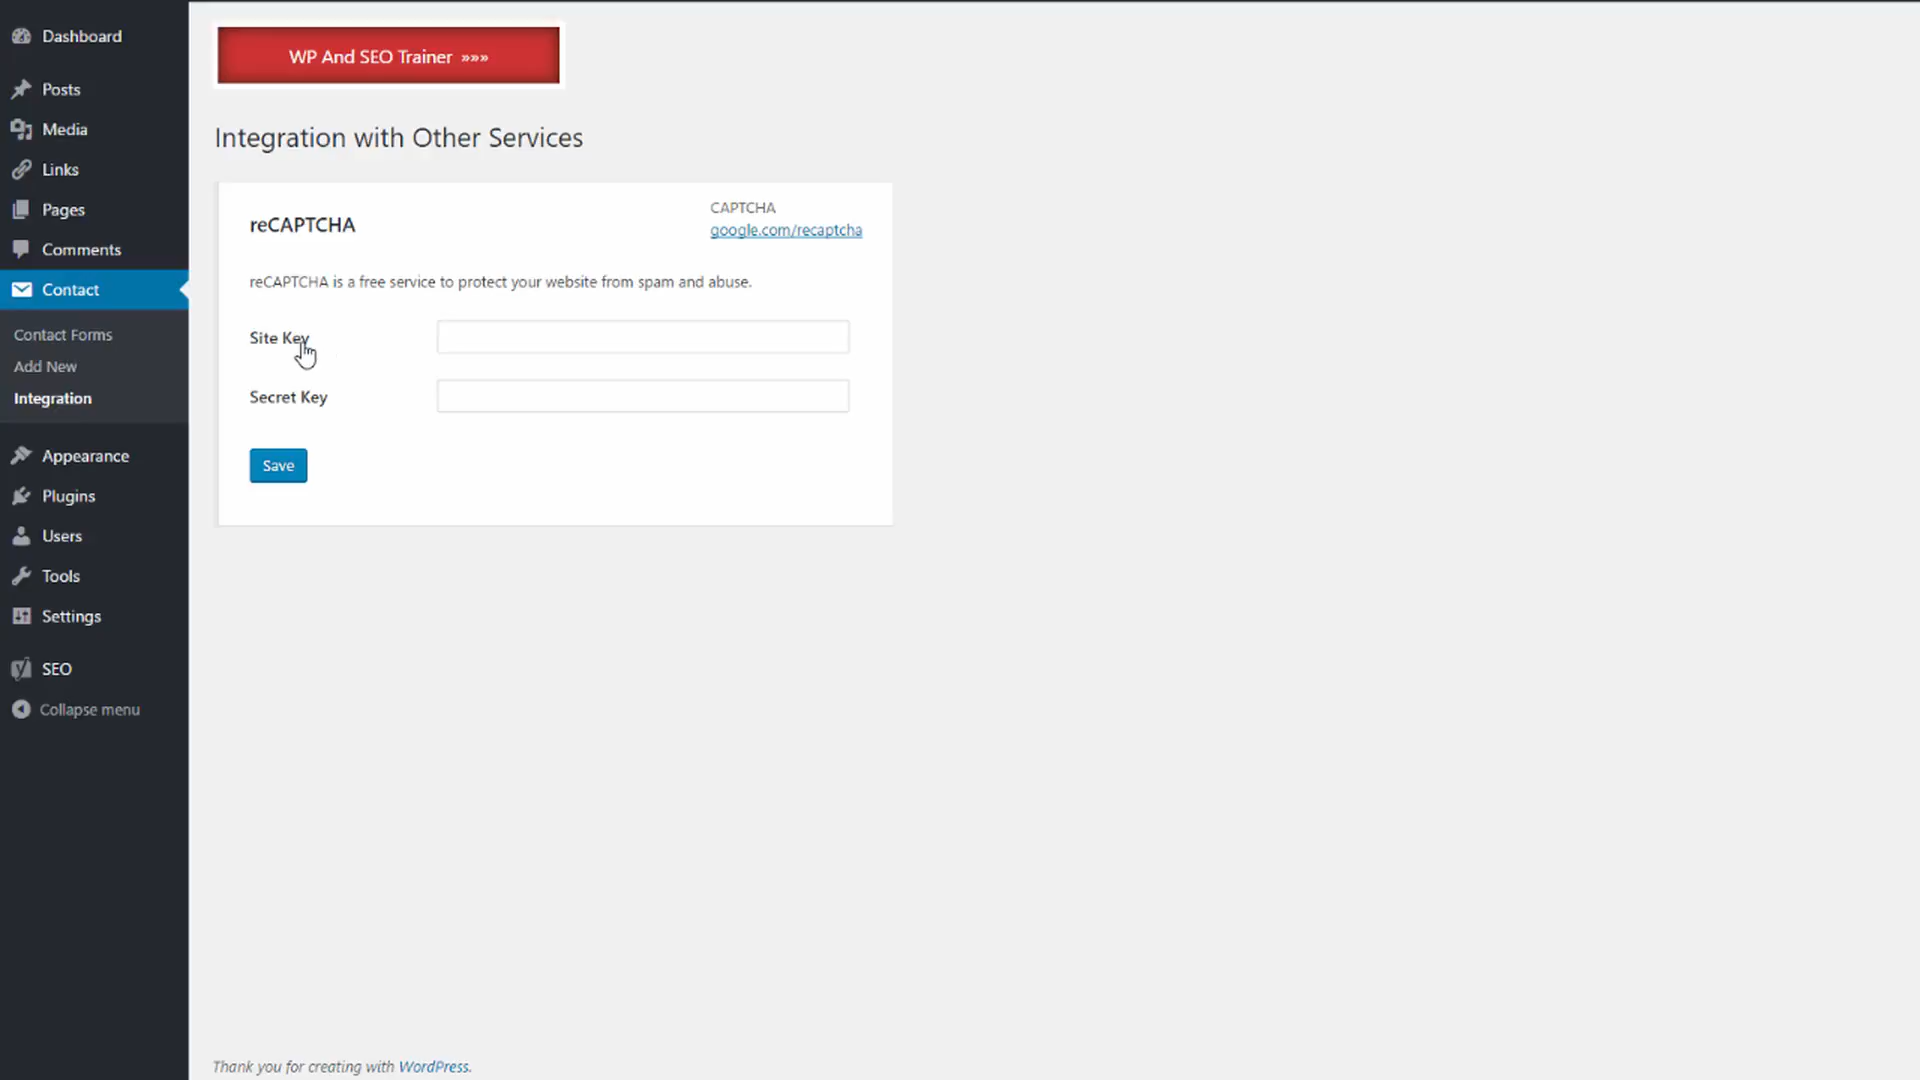 Dashboard
Posts
Media
Links
Pages
Comments
Contact
Contact Forms
Add New
Integration
Appearance
Plugins
Users
Tools
Settings
SEO
Collapse menu
WP And SEO Trainer »»»
Integration with Other Services
reCAPTCHA
CAPTCHA
google.com/recaptcha
reCAPTCHA is a free service to protect your website from spam and abuse.
Site Key
Secret Key
Save
Thank you for creating with WordPress.